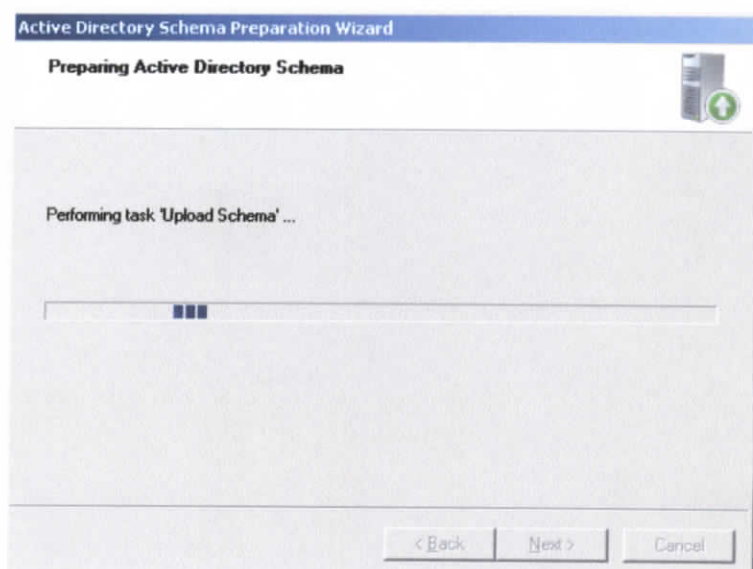 Active Directory Schema Preparation Wizard
Preparing Active Directory Schema
Performing task 'Upload Schema' ...
< Back
Next >
Cancel